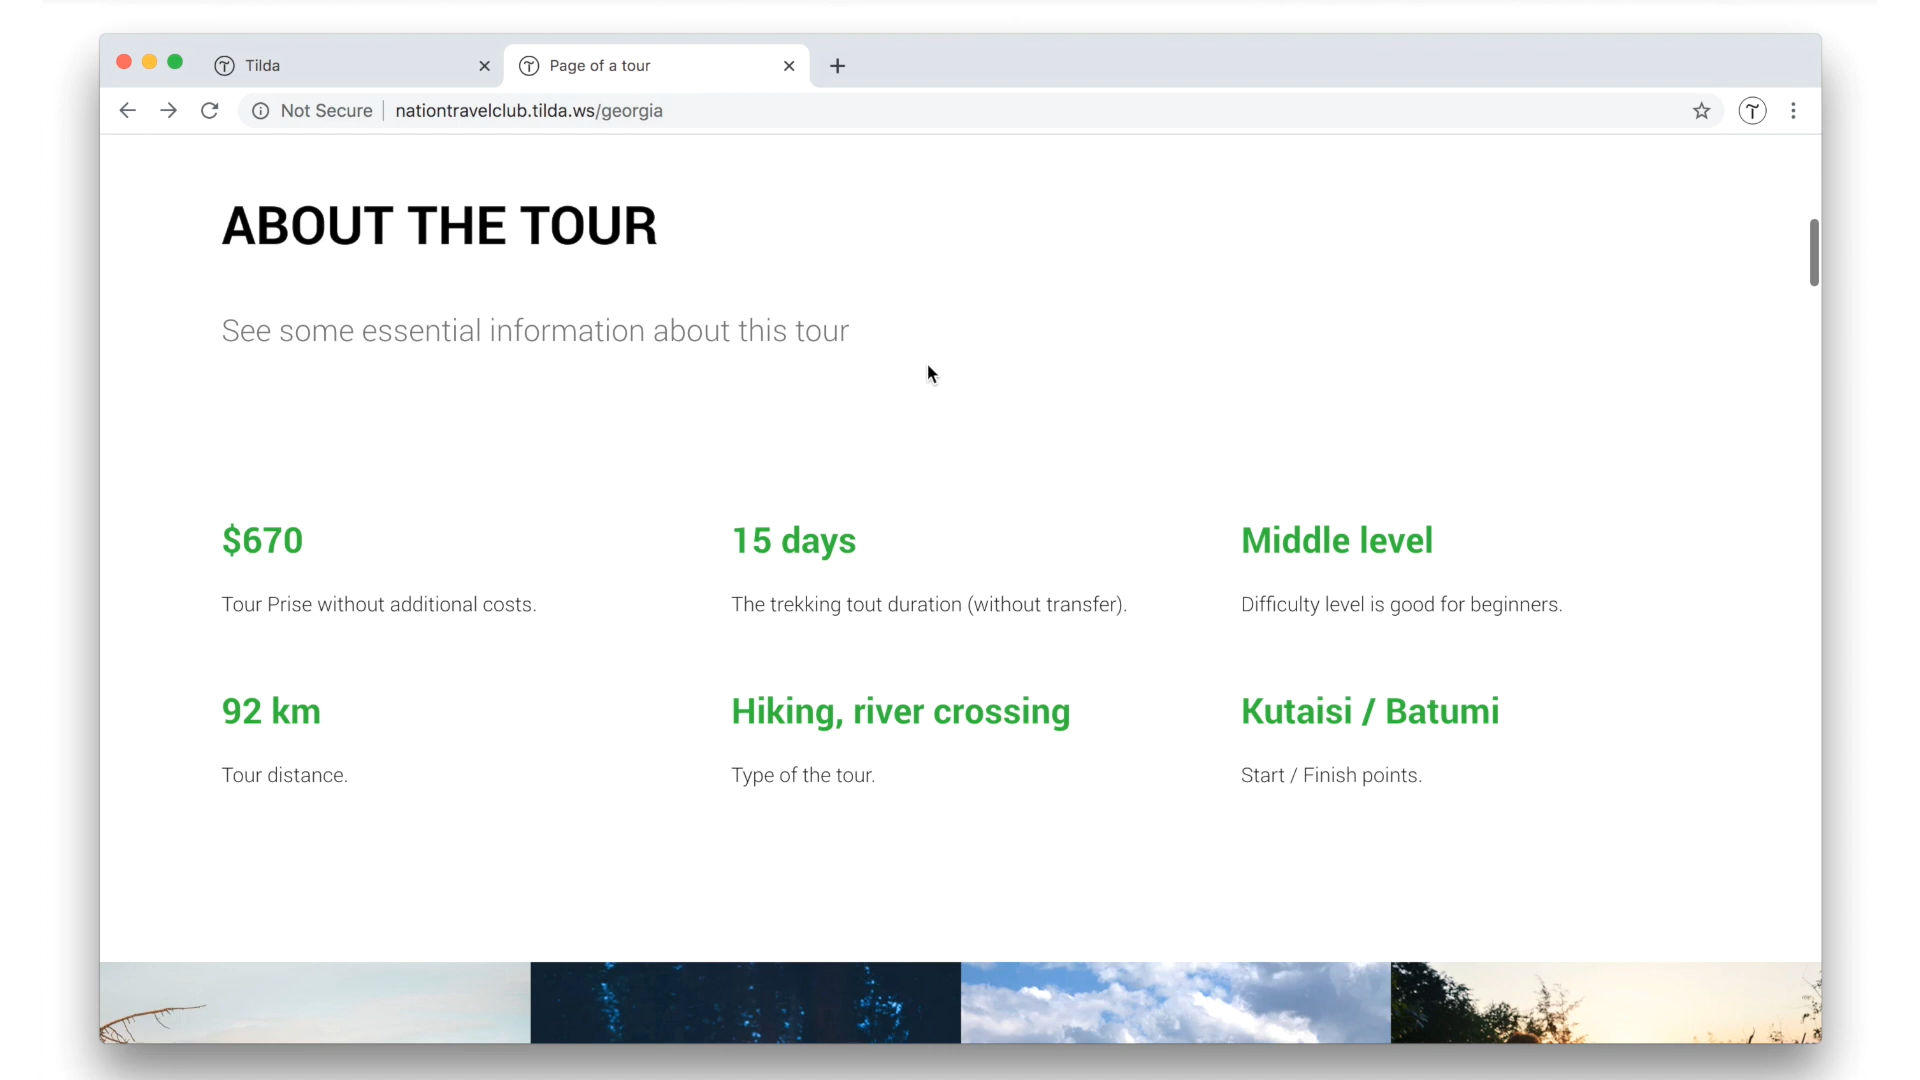 Tilda
Page of a tour
Not Secure
nationtravelclub.tilda.ws/georgia
ABOUT THE TOUR
See some essential information about this tour
$670
15 days
Middle level
Tour Prise without additional costs.
The trekking tout duration (without transfer).
Difficulty level is good for beginners.
92 km
Hiking, river crossing
Kutaisi / Batumi
Tour distance.
Type of the tour.
Start / Finish points.